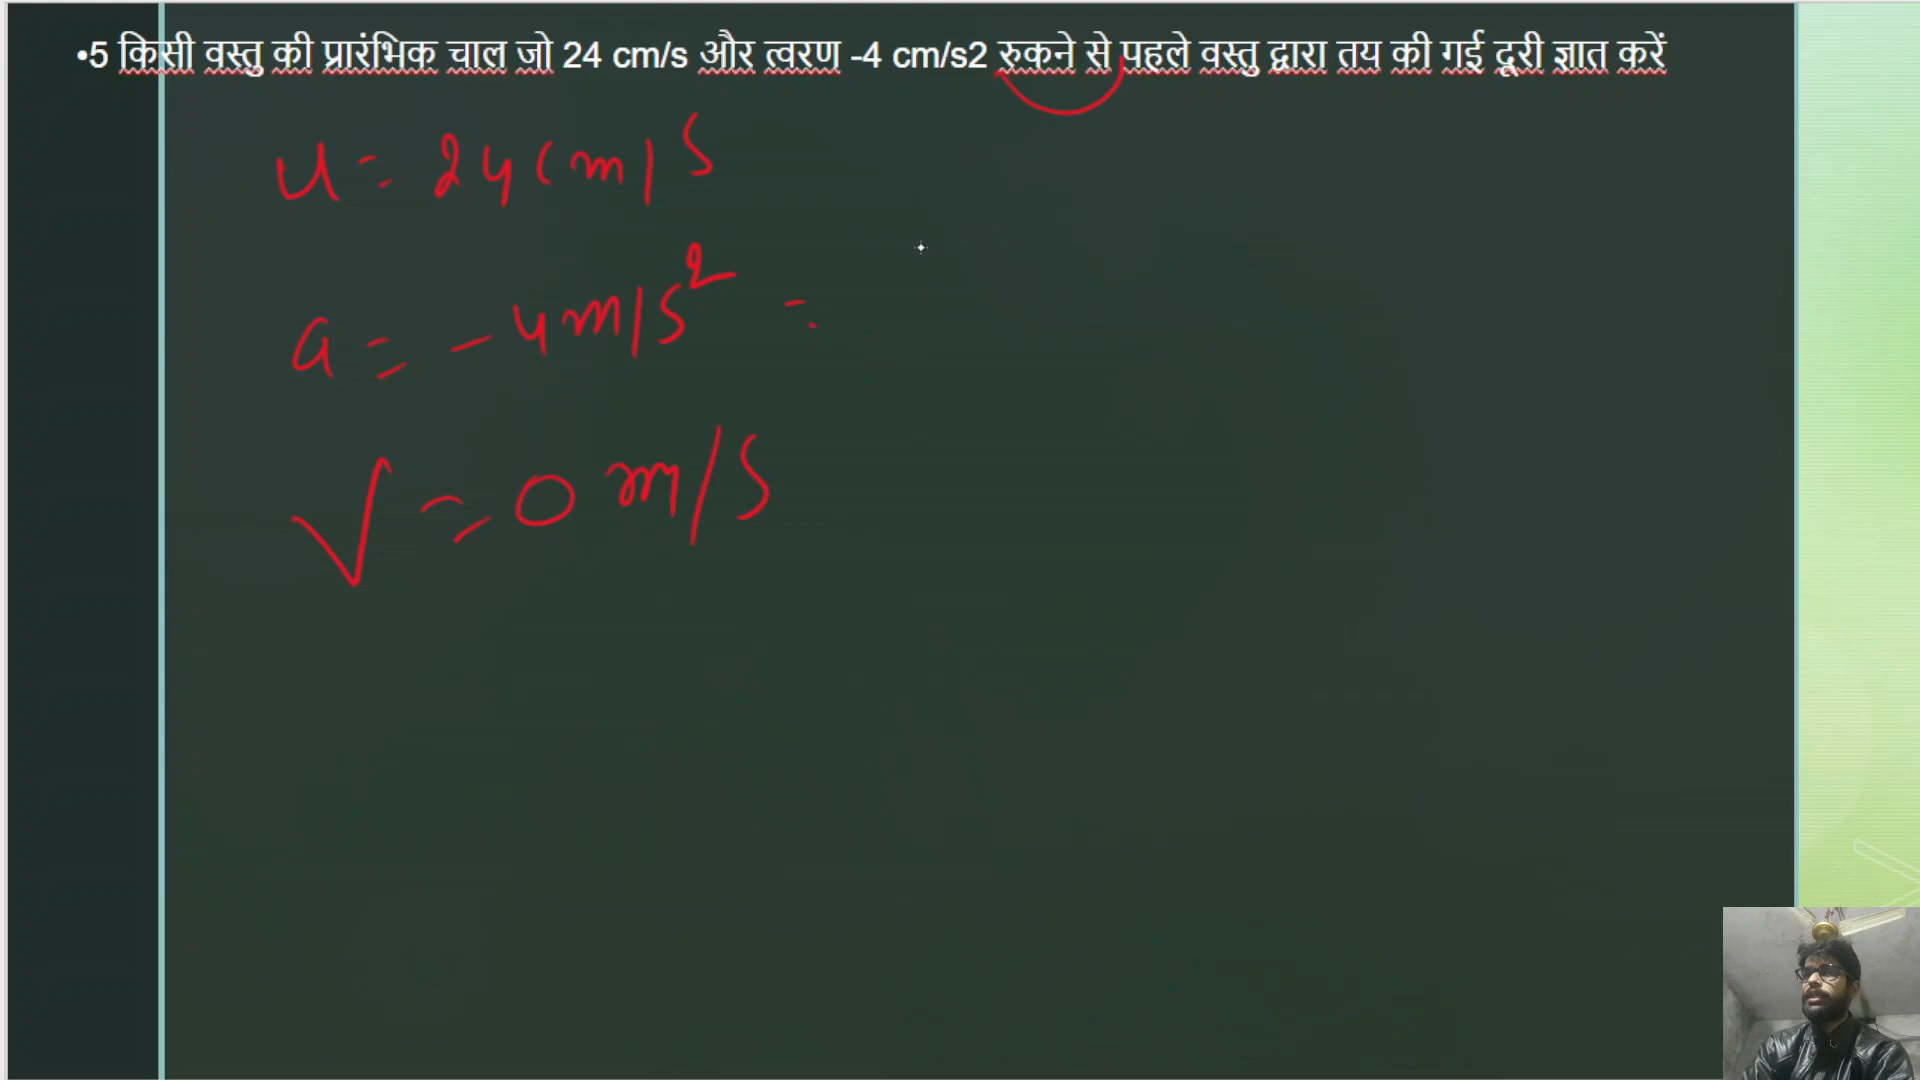 •5 किसी वस्तु की प्रारंभिक चाल जो 24 cm/s और त्वरण -4 cm/s2 रुकने से पहले वस्तु द्वारा तय की गई दूरी ज्ञात करें
u = 24 cm/s
a = -4 m/s² =
v = 0 m/s